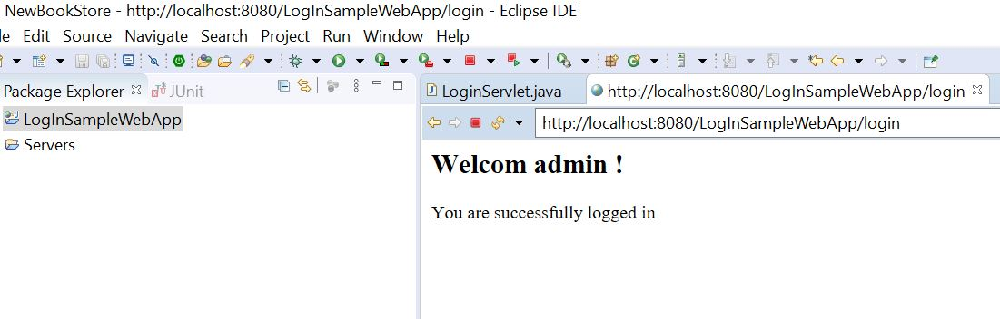 NewBookStore - http://localhost:8080/LogInSampleWebApp/login - Eclipse IDE
le Edit Source Navigate Search Project Run Window Help
Package Explorer JUnit
LoginServlet.java http://localhost:8080/LogInSampleWebApp/login
LogInSampleWebApp
http://localhost:8080/LogInSampleWebApp/login
Servers
Welcom admin !
You are successfully logged in